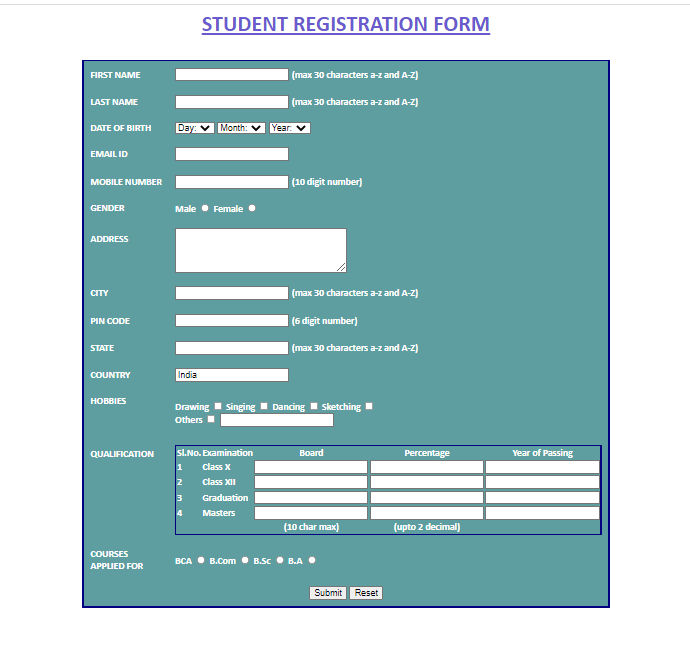 STUDENT REGISTRATION FORM
FIRST NAME (max 30 characters a-z and A-Z)
LAST NAME (max 30 characters a-z and A-Z)
DATE OF BIRTH Day: Month: Year:
EMAIL ID
MOBILE NUMBER (10 digit number)
GENDER Male Female
ADDRESS
CITY (max 30 characters a-z and A-Z)
PIN CODE (6 digit number)
STATE (max 30 characters a-z and A-Z)
COUNTRY India
HOBBIES
Drawing Singing Dancing Sketching
Others
QUALIFICATION Sl.No. Examination Board Percentage Year of Passing
1 Class X
2 Class XII
3 Graduation
4 Masters
(10 char max) (upto 2 decimal)
COURSES
APPLIED FOR
BCA B.Com B.Sc B.A
Submit Reset